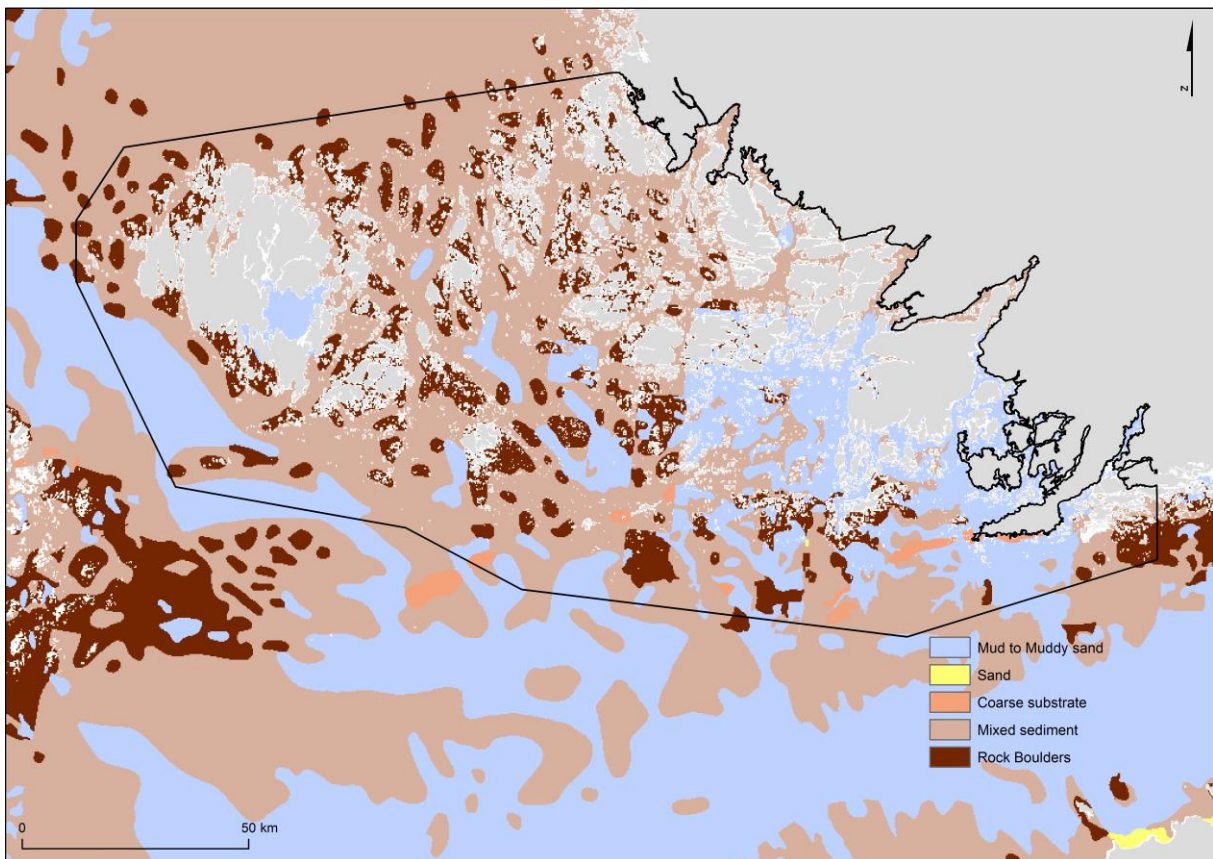 N
Mud to Muddy sand
Sand
Coarse substrate
Mixed sediment
Rock Boulders
0 50 km